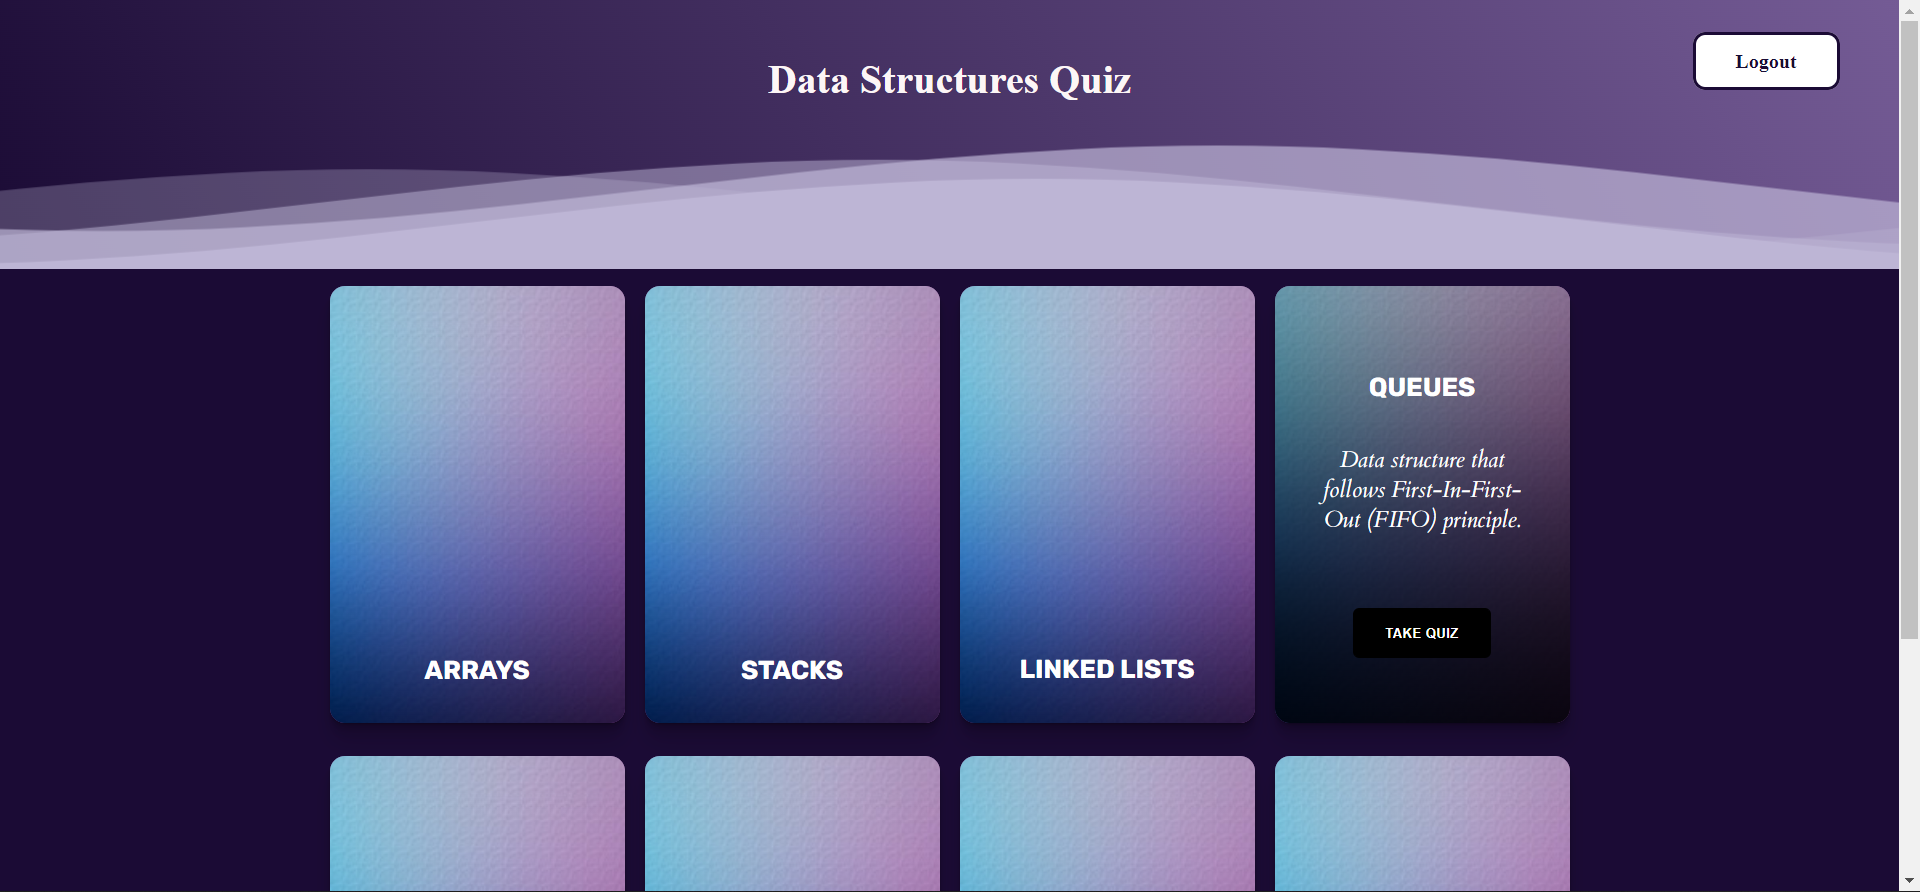 Data Structures Quiz
Logout
ARRAYS
STACKS
LINKED LISTS
QUEUES
Data structure that
follows First-In-First-
Out (FIFO) principle.
TAKE QUIZ